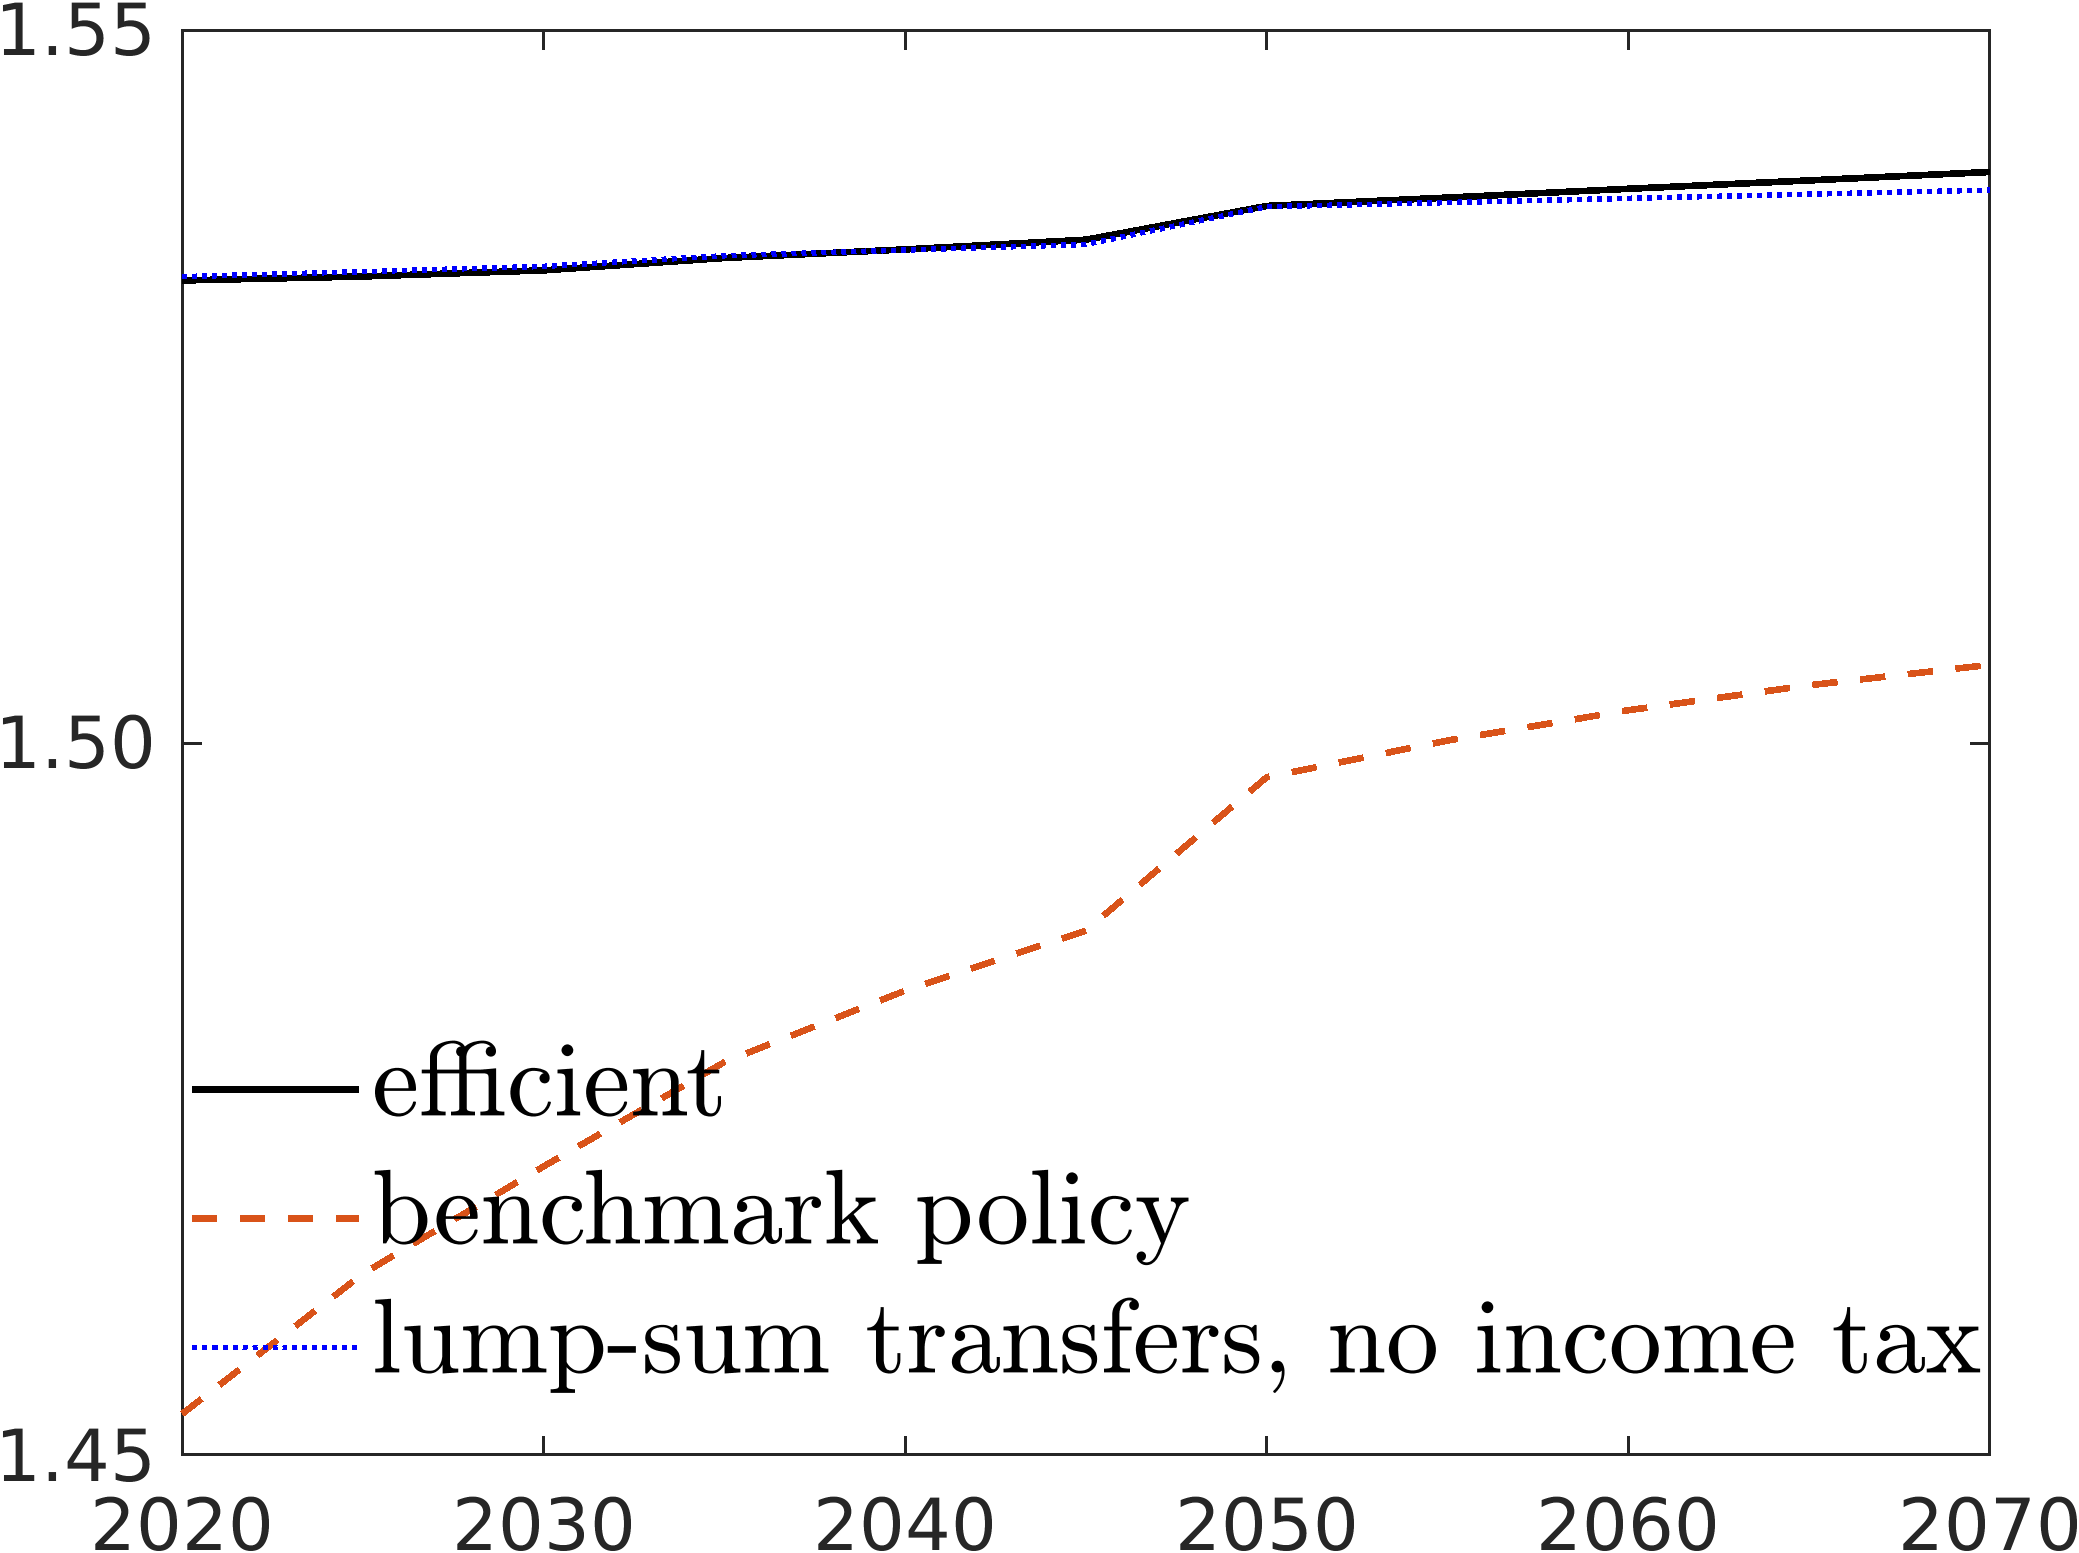 1.55
1.50
1.45
efficient
benchmark policy
lump-sum transfers, no income tax
2020 2030 2040 2050 2060 2070